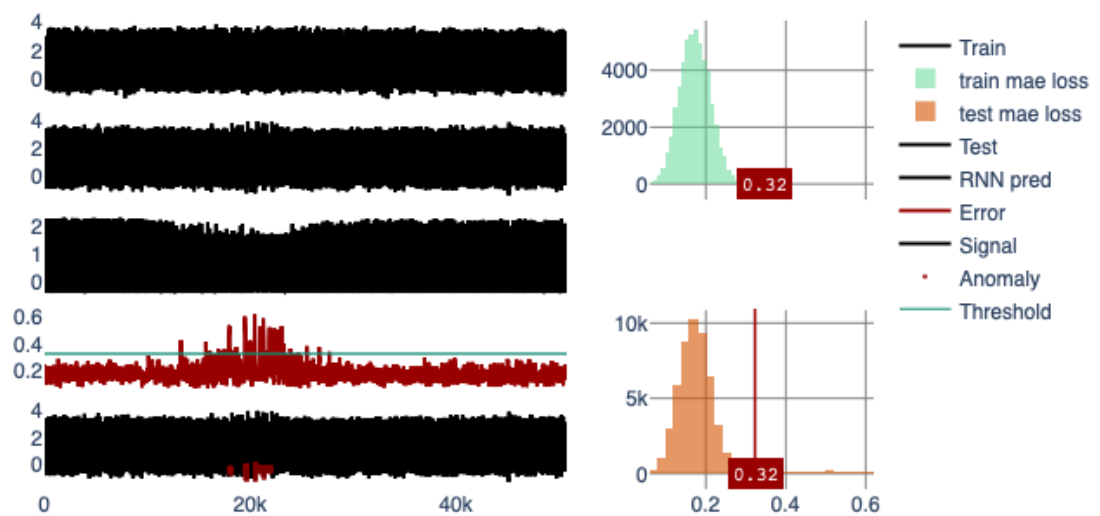 4
2
0
4
2
0
2
1
0
0.6
0.4
0.2
4
2
0
0 20k 40k
4000
2000
0
0.32
10k
5k
0
0.32
0.2 0.4 0.6
Train
train mae loss
test mae loss
Test
RNN pred
Error
Signal
Anomaly
Threshold